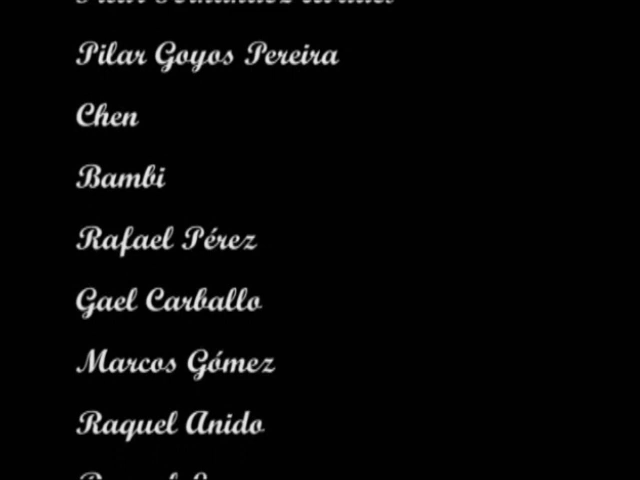 Pilar Goyos Pereira
Chen
Bambi
Rafael Pérez
Gael Carballo
Marcos Gómez
Raquel Anido